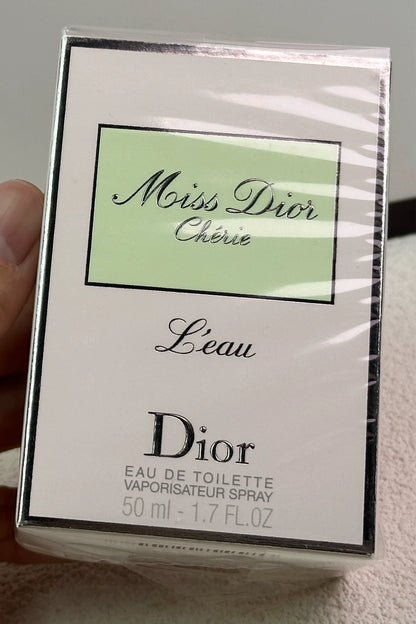 Miss Dior
Chérie
L'eau
Dior
EAU DE TOILETTE
VAPORISATEUR SPRAY
50 ml - 1.7 FL.OZ